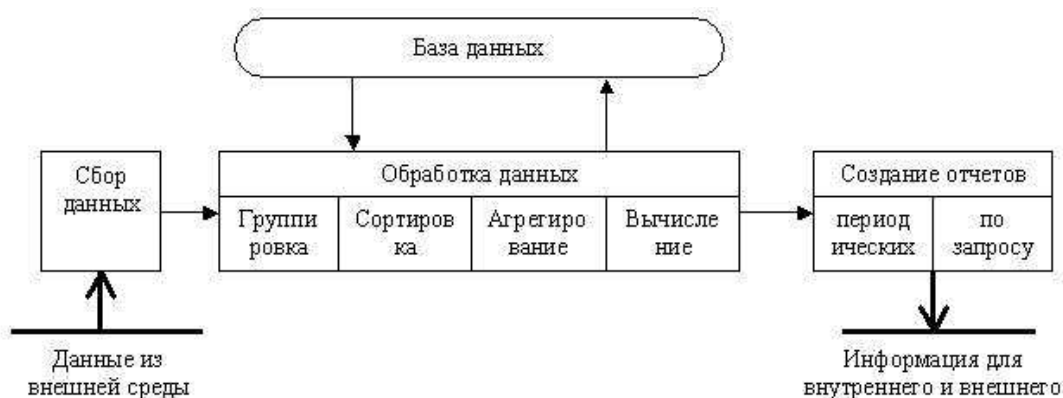 База данных
Сбор
данных
Обработка данных
Группи
ровка
Сортиров
ка
Агрегиро
вание
Вычисле
ние
Создание отчетов
период
ических
по
запросу
Данные из
внешней среды
Информация для
внутреннего и внешнего